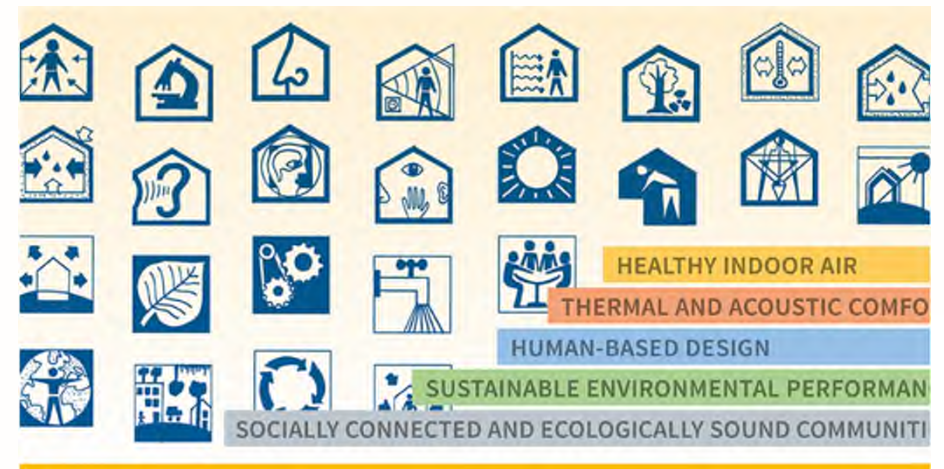 HEALTHY INDOOR AIR
THERMAL AND ACOUSTIC COMFO
HUMAN-BASED DESIGN
SUSTAINABLE ENVIRONMENTAL PERFORMAN
SOCIALLY CONNECTED AND ECOLOGICALLY SOUND COMMUNITI